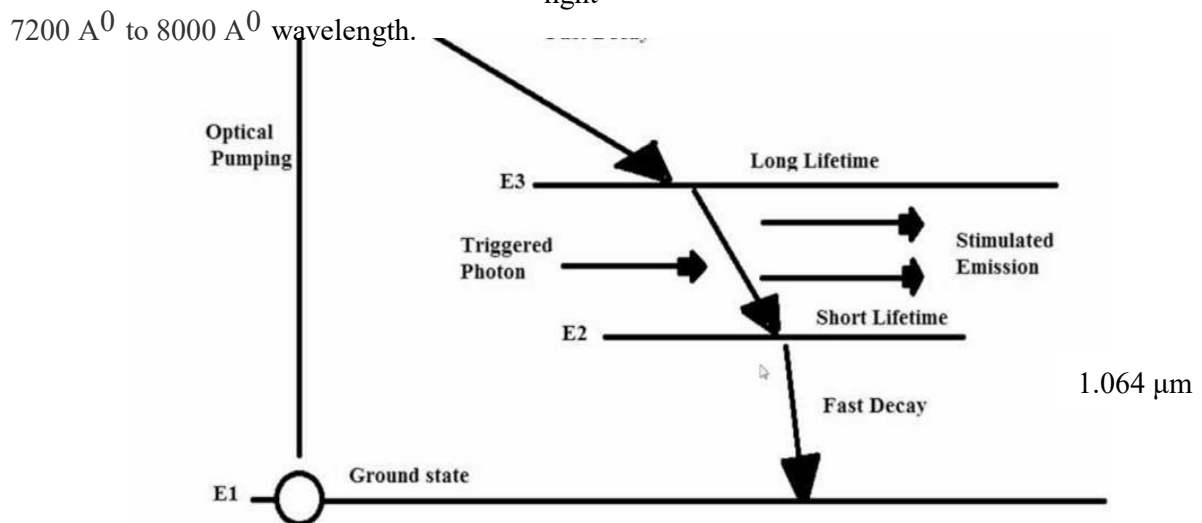 light
7200 A0 to 8000 A0 wavelength.
Optical
Pumping
Long Lifetime
E3
Triggered
Photon
Stimulated
Emission
Short Lifetime
E2
1.064 μm
Fast Decay
Ground state
E1